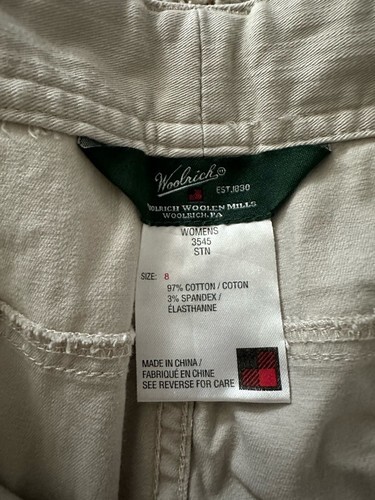 Woolrich®
EST.1830
WOOLRICH WOOLEN MILLS
WOOLRICH, PA
WOMENS
3545
STN
SIZE: 8
97% COTTON / COTON
3% SPANDEX /
ÉLASTHANNE
MADE IN CHINA /
FABRIQUÉ EN CHINE
SEE REVERSE FOR CARE